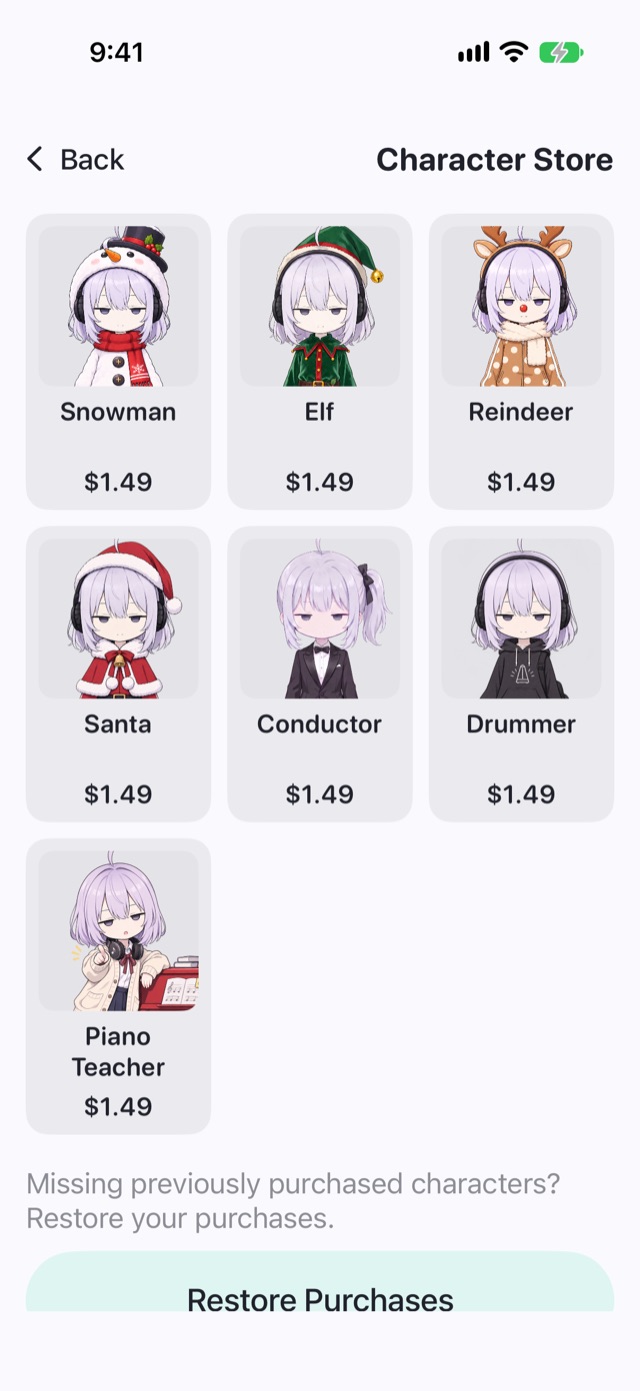 9:41
Back
Character Store
Snowman
Elf
Reindeer
$1.49
$1.49
$1.49
Santa
Conductor
Drummer
$1.49
$1.49
$1.49
Piano
Teacher
$1.49
Missing previously purchased characters?
Restore your purchases.
Restore Purchases